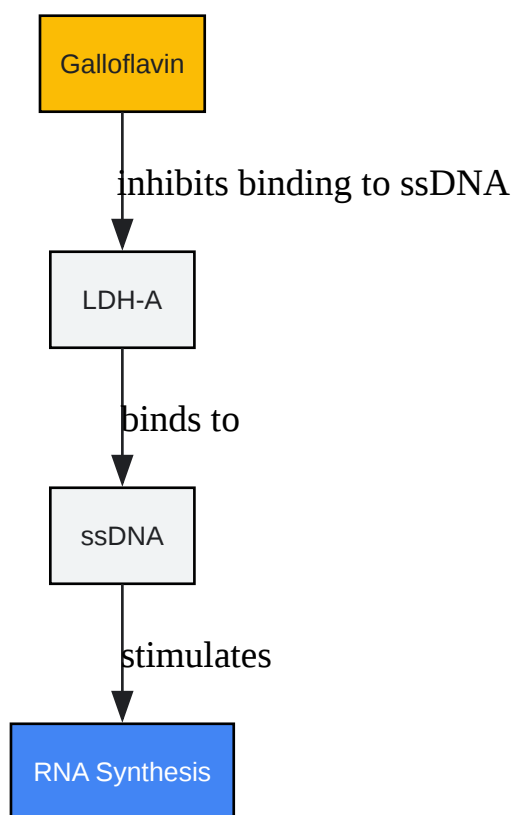 Galloflavin
inhibits binding to ssDNA
LDH-A
binds to
ssDNA
stimulates
RNA Synthesis